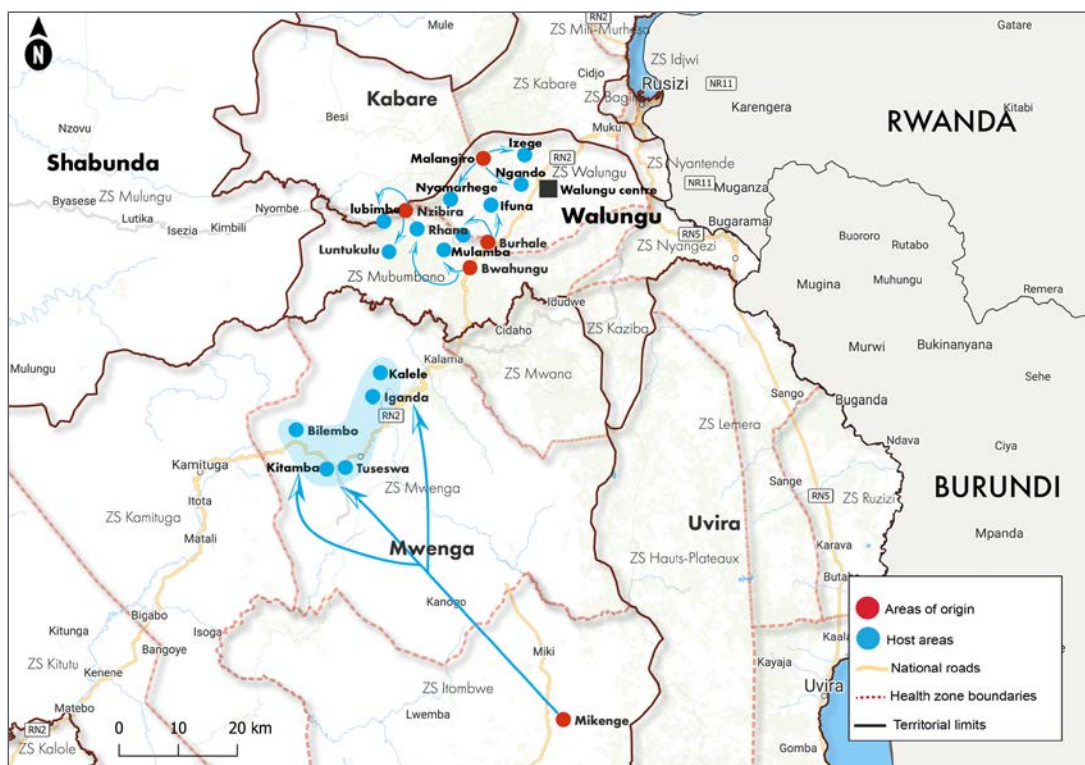 N
Mule
RN2
ZS Miti-Murhesa
Gatare
ZS Idjwi
Cidjo
Rusizi
NR11
ZS Kabare
Kabare
Karengera
Kitabi
Nzovu
Besi
Muku
RWANDA
Izege
RN2
Malangiro
ZS Nyantende
Shabunda
Ngando
ZS Walungu
NR11
Muganza
ZS Mulungu
Nyamarhege
Walungu centre
Byasese
Nyombe
Iubimbe
Nzibira
Ifuna
Lutika
Kimbili
Walungu
Bugarama
Isezia
Rhana
RN5
Buororo
Rutabo
Burhale
ZS Nyangezi
Luntukulu
Mulamba
Bwahungu
ZS Mubumbano
Mugina
Muhungu
Remera
Idudwe
Cidaho
ZS Kaziba
Murwi
Bukinanyana
Kalama
Mulungu
ZS Mwana
Kalele
Sehe
Iganda
Sango
Buganda
RN2
ZS Lemera
Bilembo
Ndava
Ciya
Kamituga
Kitamba
Tuseswa
Sange
ZS Mwenga
RN5
ZS Ruzizi
BURUNDI
Itota
ZS Kamituga
Uvira
Mpanda
Matali
Mwenga
ZS Hauts-Plateaux
Karava
Kanogo
Bigabo
Areas of origin
Kitunga
Isoga
Host areas
Bangoye
Miki
ZS Kitutu
Kayaja
National roads
Kenene
ZS Itombwe
Uvira
Health zone boundaries
Matebo
Lwemba
Mikenge
Territorial limits
0 20 km
RN2
ZS Kalole
Gomba